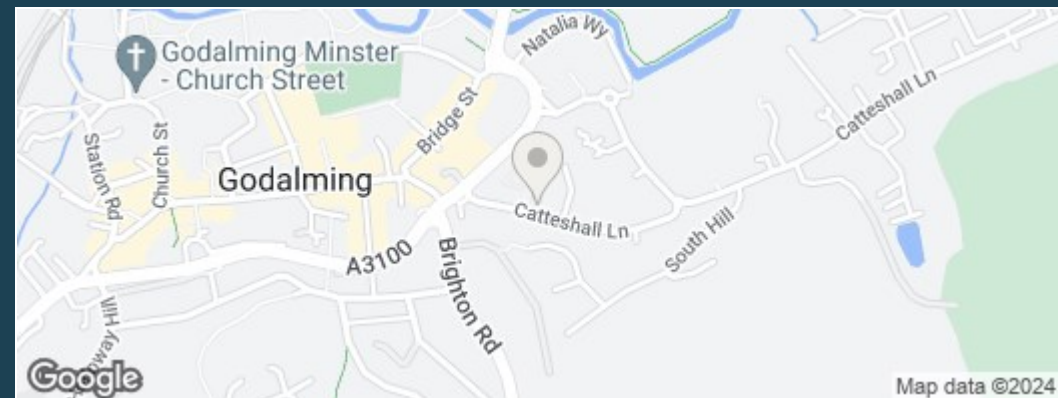 Natalia Wy
Godalming Minster
- Church Street
Catteshall Ln
Bridge St
Station Rd
Church St
Godalming
Catteshall Ln
South Hill
A3100
Brighton Rd
Hill
Google
Map data ©2024